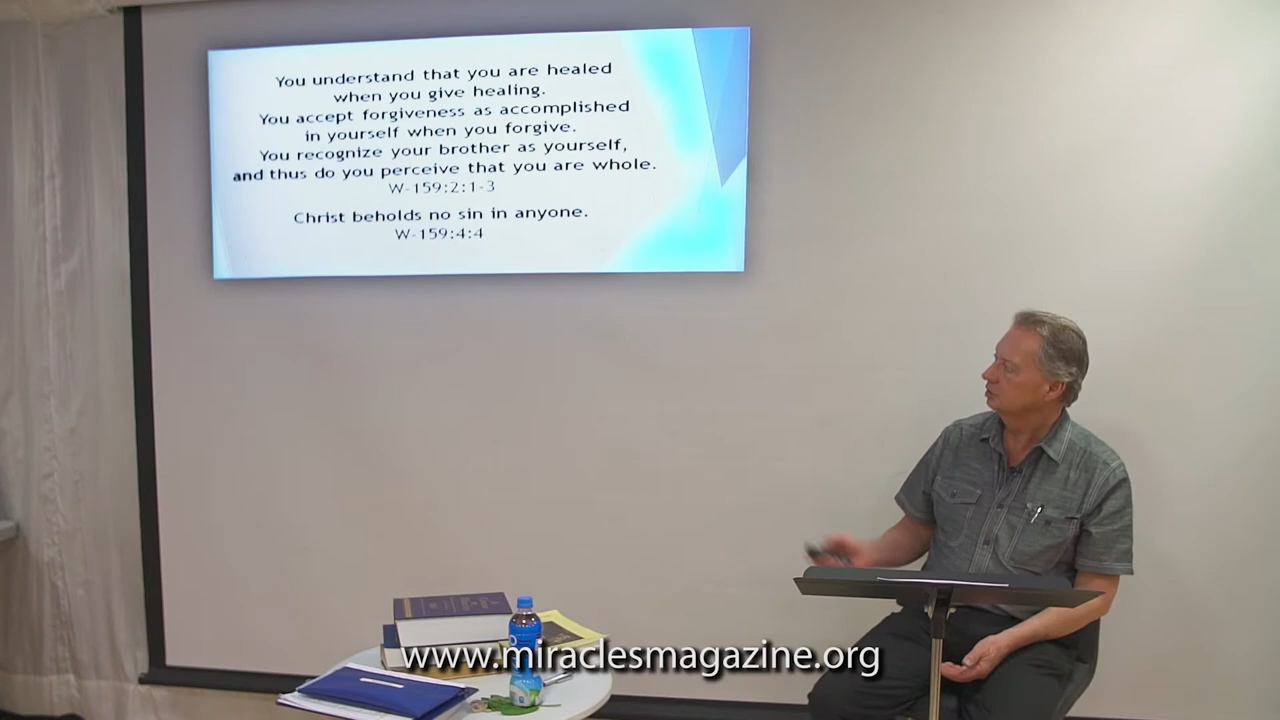 You understand that you are healed
when you give healing.
You accept forgiveness as accomplished
in yourself when you forgive.
You recognize your brother as yourself,
and thus do you perceive that you are whole.
W-159:2:1-3
Christ beholds no sin in anyone.
W-159:4:4
www.miraclesmagazine.org